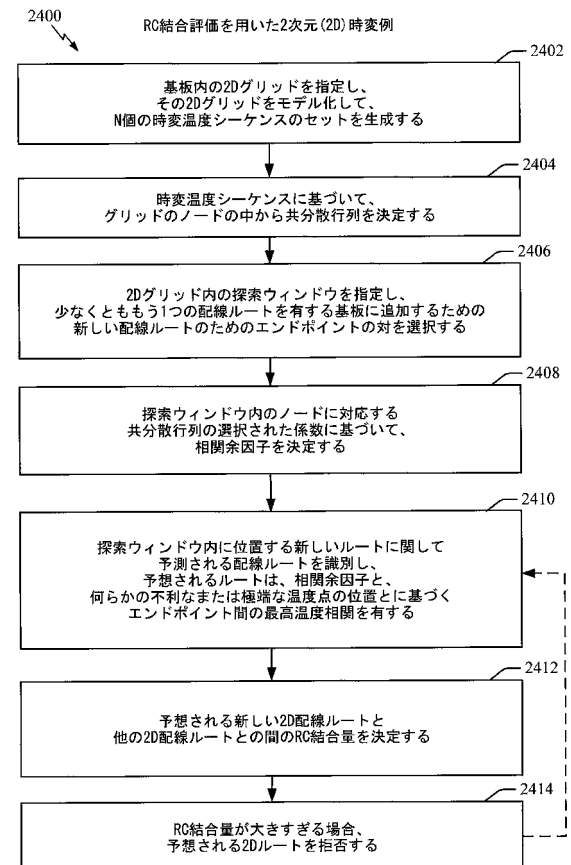 2400
RC結合評価を用いた2次元(2D)時変例
2402
基板内の2Dグリッドを指定し、
その2Dグリッドをモデル化して、
N個の時変温度シーケンスのセットを生成する
2404
時変温度シーケンスに基づいて、
グリッドのノードの中から共分散行列を決定する
2406
2Dグリッド内の探索ウィンドウを指定し、
少なくとももう1つの配線ルートを有する基板に追加するための
新しい配線ルートのためのエンドポイントの対を選択する
2408
探索ウィンドウ内のノードに対応する
共分散行列の選択された係数に基づいて、
相関余因子を決定する
2410
探索ウィンドウ内に位置する新しいルートに関して
予測される配線ルートを識別し、
予想されるルートは、相関余因子と、
何らかの不利なまたは極端な温度点の位置とに基づく
エンドポイント間の最高温度相関を有する
2412
予想される新しい2D配線ルートと
他の2D配線ルートとの間のRC結合量を決定する
2414
RC結合量が大きすぎる場合、
予想される2Dルートを拒否する